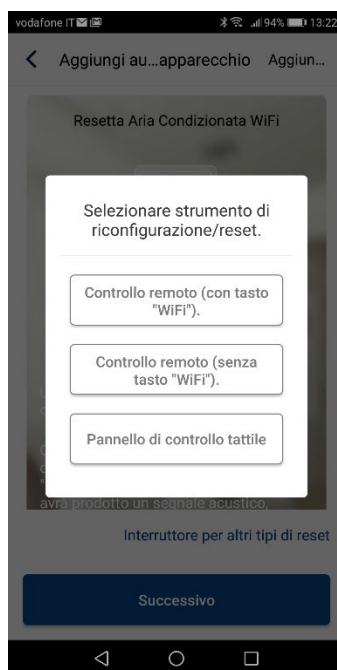 vodafone IT 94% 13:22
Aggiungi au...apparecchio Aggiun...
Resetta Aria Condizionata WiFi
Selezionare strumento di
riconfigurazione/reset.
Controllo remoto (con tasto
"WiFi").
Controllo remoto (senza
tasto "WiFi").
Pannello di controllo tattile
avrà prodotto un segnale acustico,
Interruttore per altri tipi di reset
Successivo